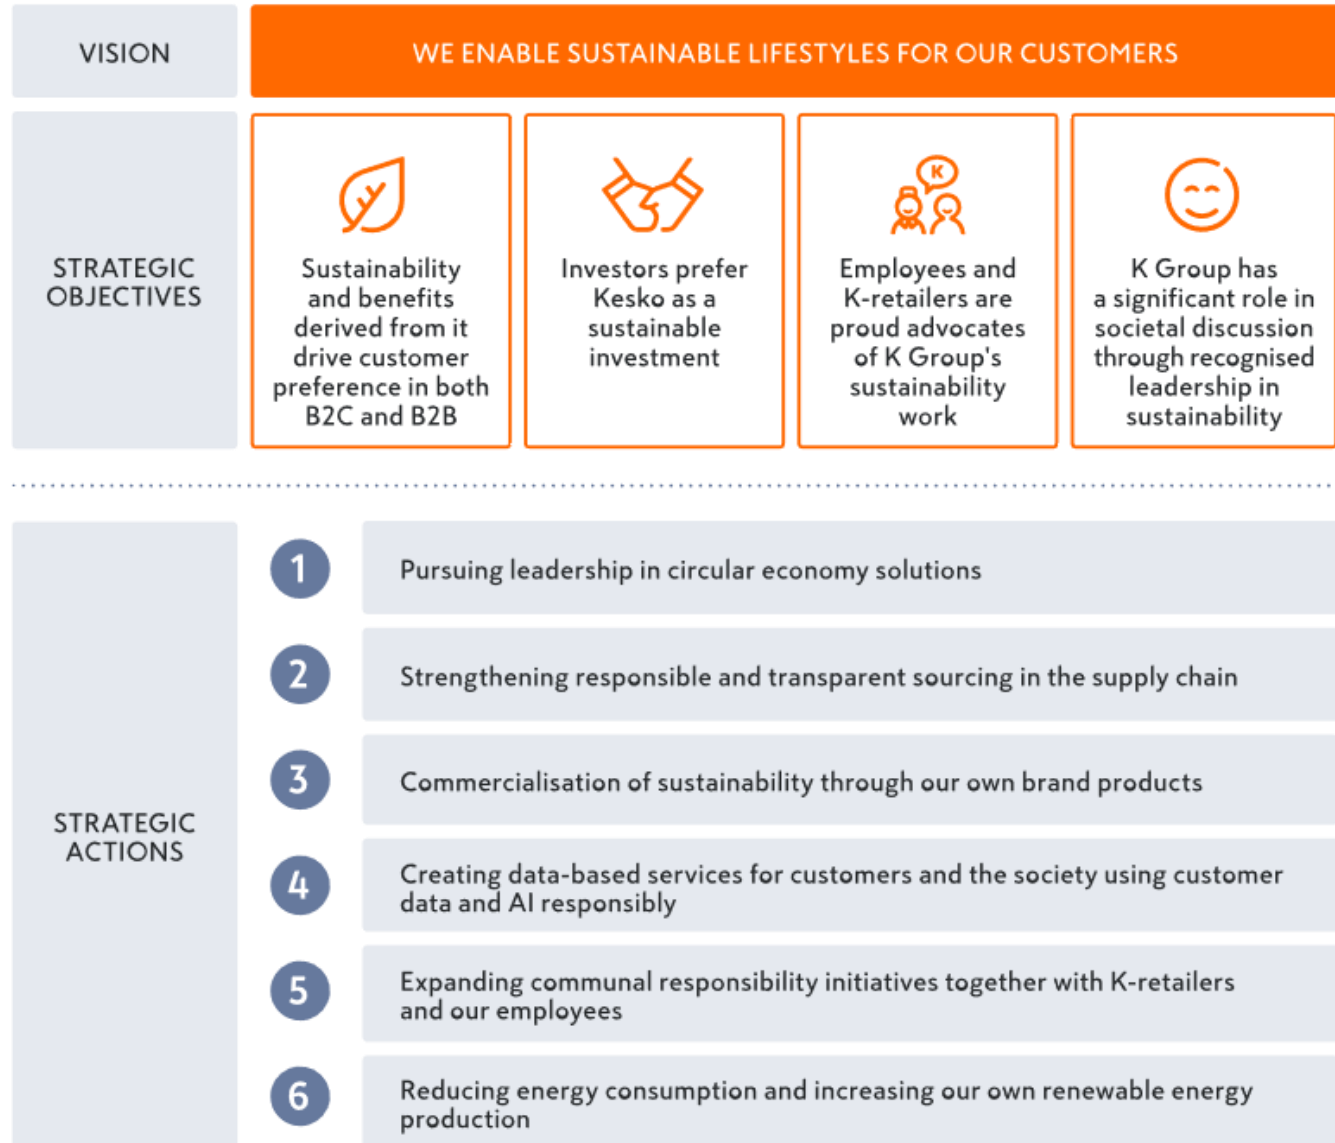 VISION
WE ENABLE SUSTAINABLE LIFESTYLES FOR OUR CUSTOMERS
STRATEGIC
OBJECTIVES
Sustainability
and benefits
derived from it
drive customer
preference in both
B2C and B2B
Investors prefer
Kesko as a
sustainable
investment
K
Employees and
K-retailers are
proud advocates
of K Group's
sustainability
work
K Group has
a significant role in
societal discussion
through recognised
leadership in
sustainability
STRATEGIC
ACTIONS
1
Pursuing leadership in circular economy solutions
2
Strengthening responsible and transparent sourcing in the supply chain
3
Commercialisation of sustainability through our own brand products
4
Creating data-based services for customers and the society using customer
data and AI responsibly
5
Expanding communal responsibility initiatives together with K-retailers
and our employees
6
Reducing energy consumption and increasing our own renewable energy
production